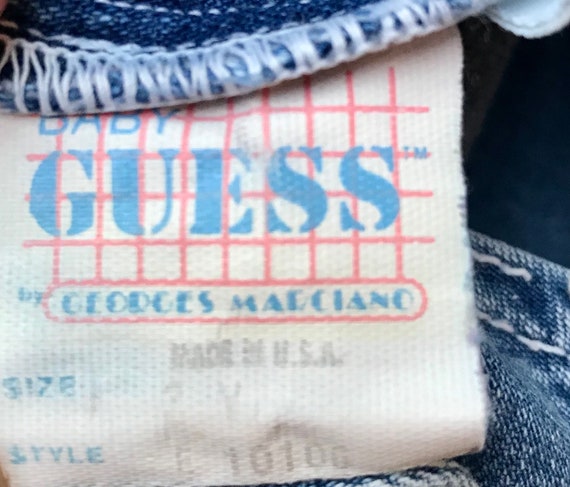 BABY
GUESS™
by GEORGES MARCIANO
MADE IN U.S.A.
SIZE
STYLE